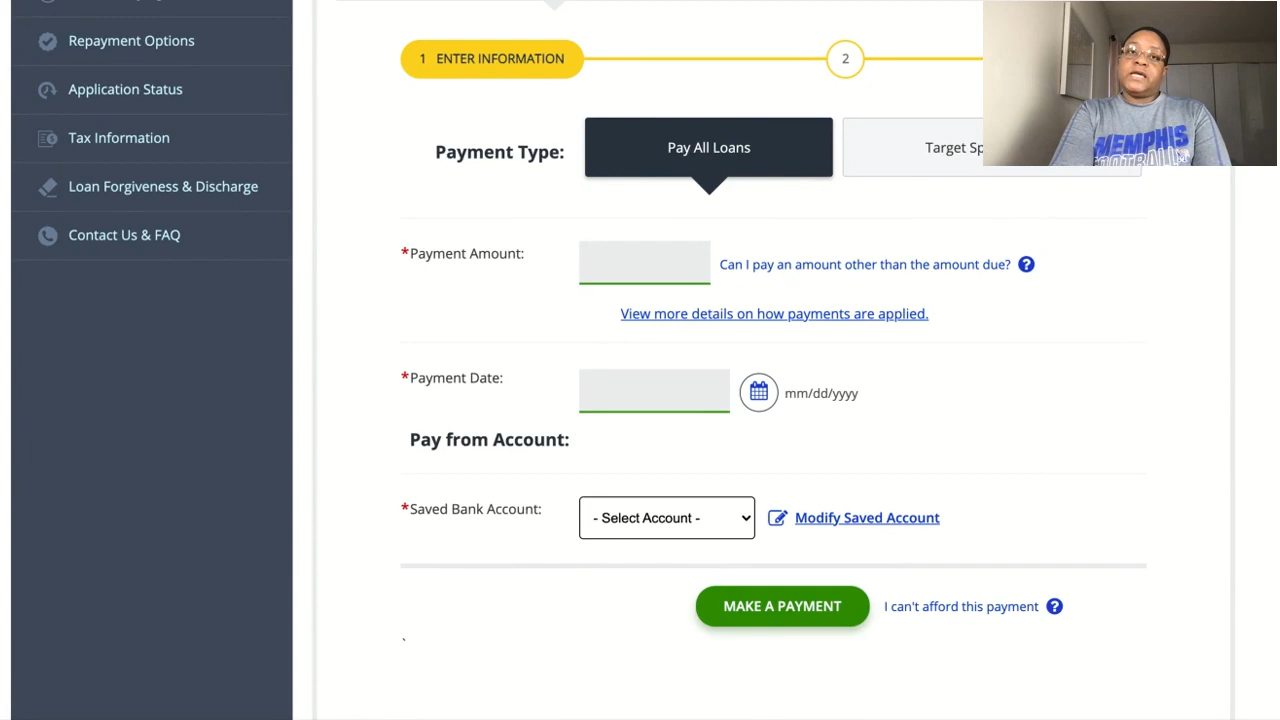 Repayment Options
Application Status
Tax Information
Loan Forgiveness & Discharge
Contact Us & FAQ
1 ENTER INFORMATION
2
Payment Type:
Pay All Loans
Target
*Payment Amount:
Can I pay an amount other than the amount due? ?
View more details on how payments are applied.
*Payment Date:
mm/dd/yyyy
Pay from Account:
*Saved Bank Account:
- Select Account -
Modify Saved Account
MAKE A PAYMENT
I can't afford this payment ?
`
MEMPHIS
FOOTBALL